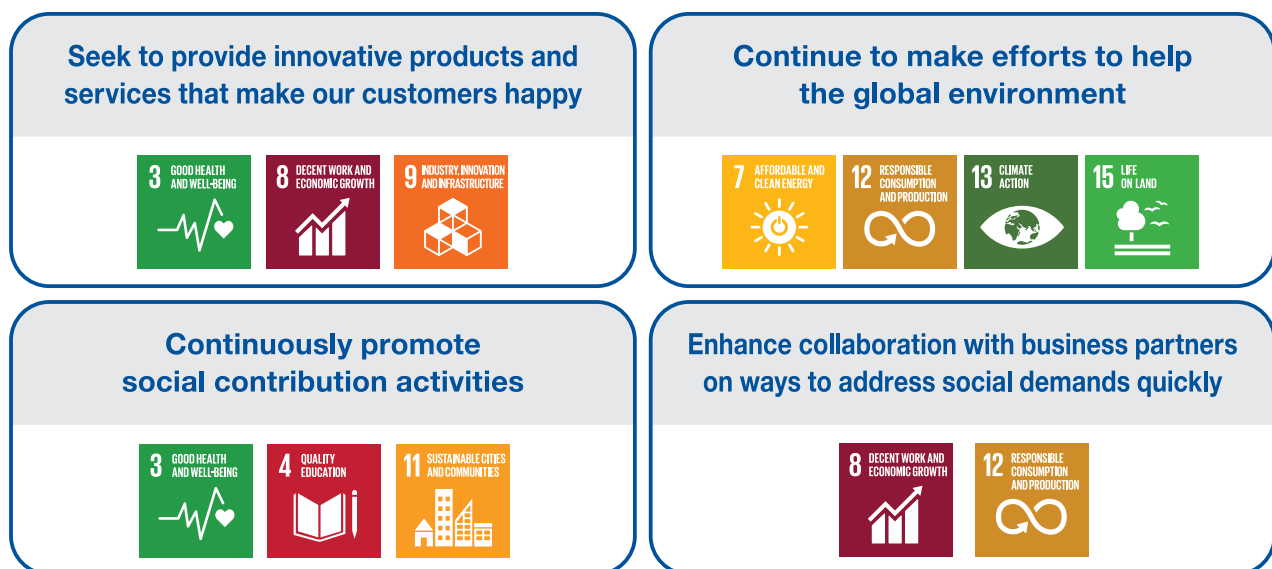 Seek to provide innovative products and
services that make our customers happy
3 GOOD HEALTH
AND WELL-BEING
8 DECENT WORK AND
ECONOMIC GROWTH
9 INDUSTRY, INNOVATION
AND INFRASTRUCTURE
Continue to make efforts to help
the global environment
7 AFFORDABLE AND
CLEAN ENERGY
12 RESPONSIBLE
CONSUMPTION
AND PRODUCTION
13 CLIMATE
ACTION
15 LIFE
ON LAND
Continuously promote
social contribution activities
3 GOOD HEALTH
AND WELL-BEING
4 QUALITY
EDUCATION
11 SUSTAINABLE CITIES
AND COMMUNITIES
Enhance collaboration with business partners
on ways to address social demands quickly
8 DECENT WORK AND
ECONOMIC GROWTH
12 RESPONSIBLE
CONSUMPTION
AND PRODUCTION